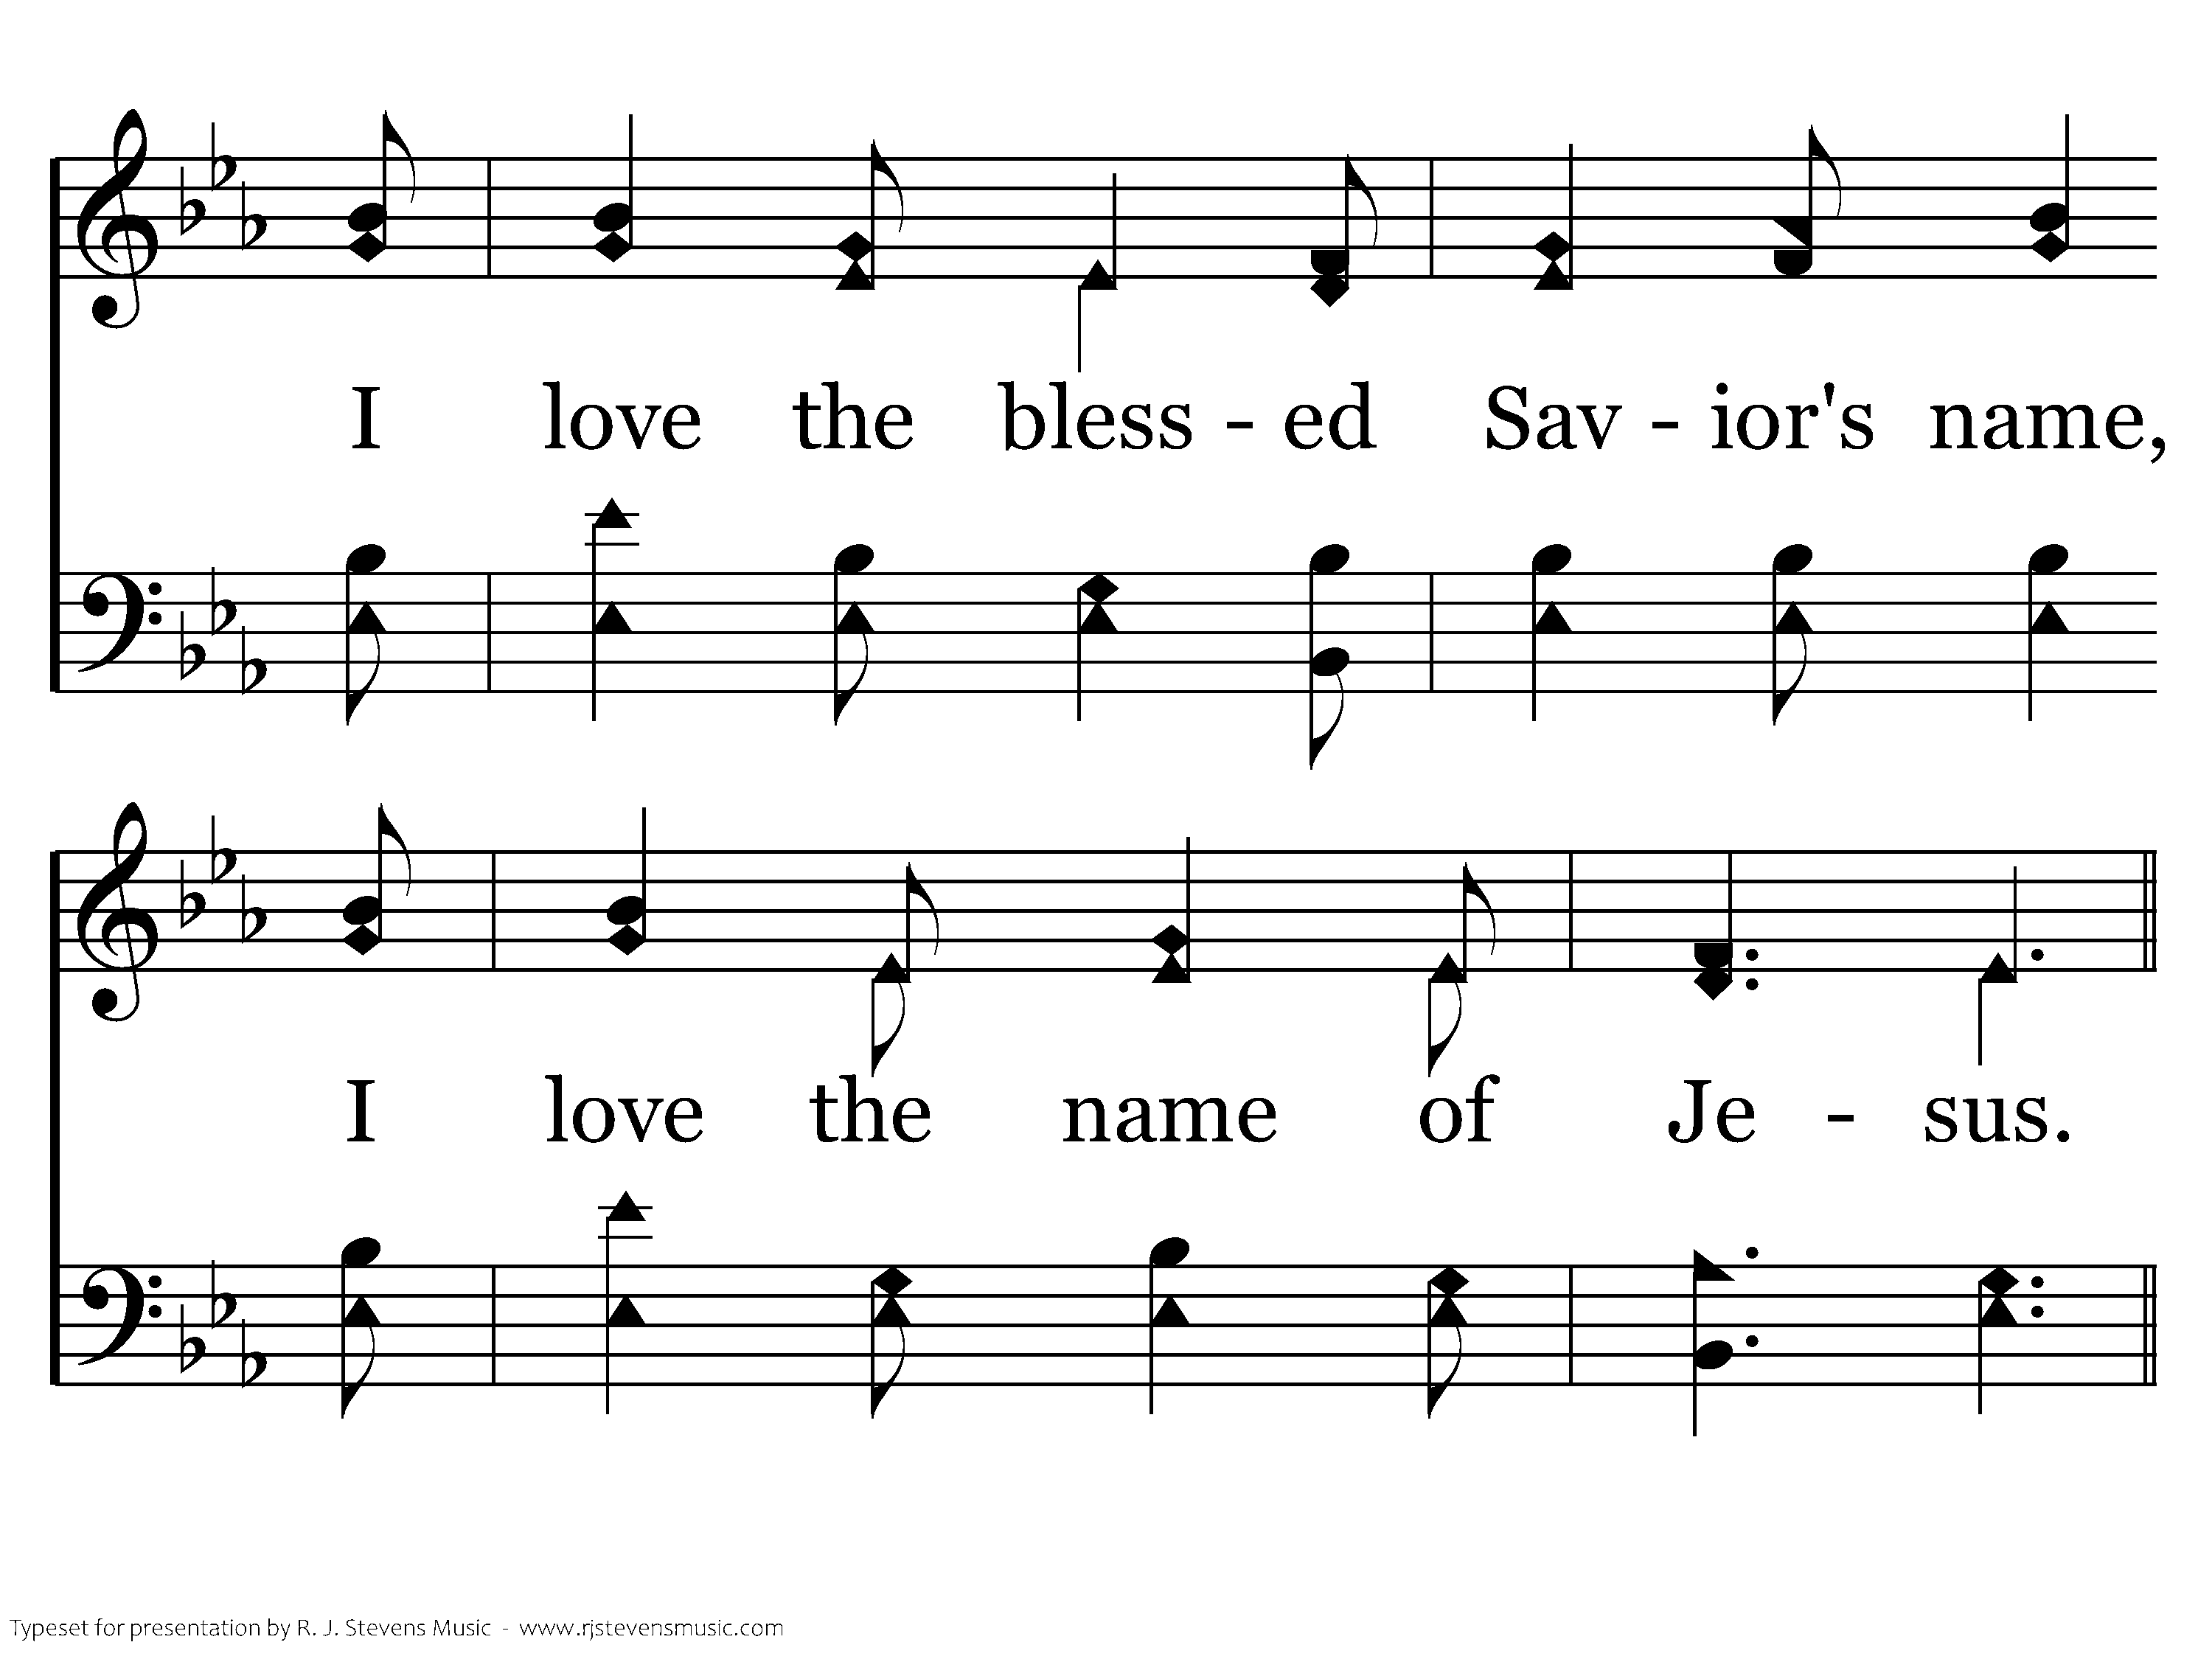 I love the bless - ed Sav - ior's name,
I love the name of Je - sus.
Typeset for presentation by R. J. Stevens Music - www.rjstevensmusic.com